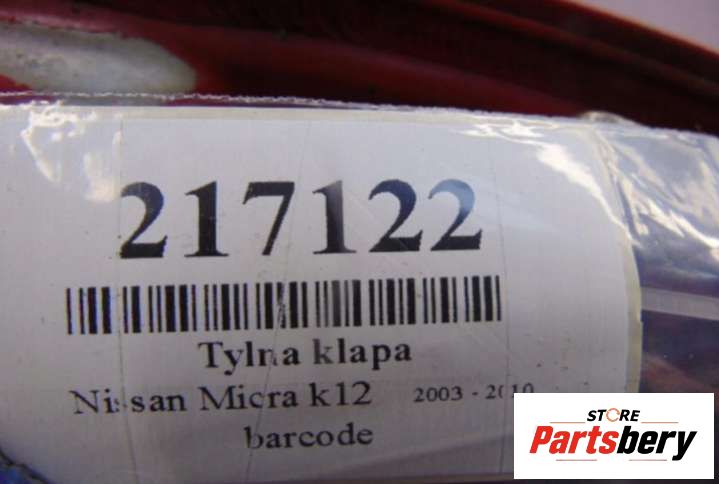 217122
Tylna klapa
Nissan Micra k12 2003 - 2010
barcode
STORE
Partsbery